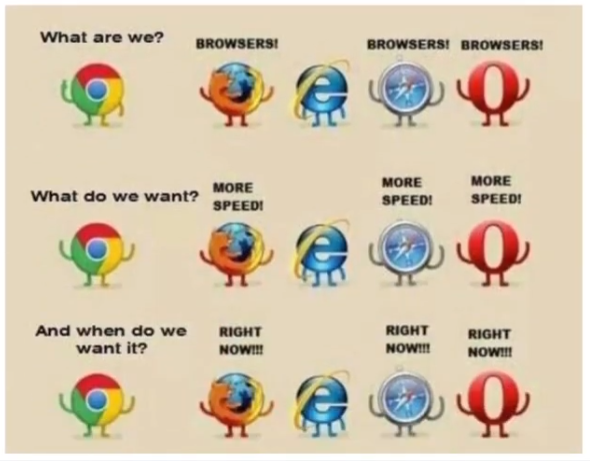 What are we?
BROWSERS!
BROWSERS!
BROWSERS!
What do we want?
MORE
SPEED!
MORE
SPEED!
MORE
SPEED!
And when do we
want it?
RIGHT
NOW!!!
RIGHT
NOW!!!
RIGHT
NOW!!!